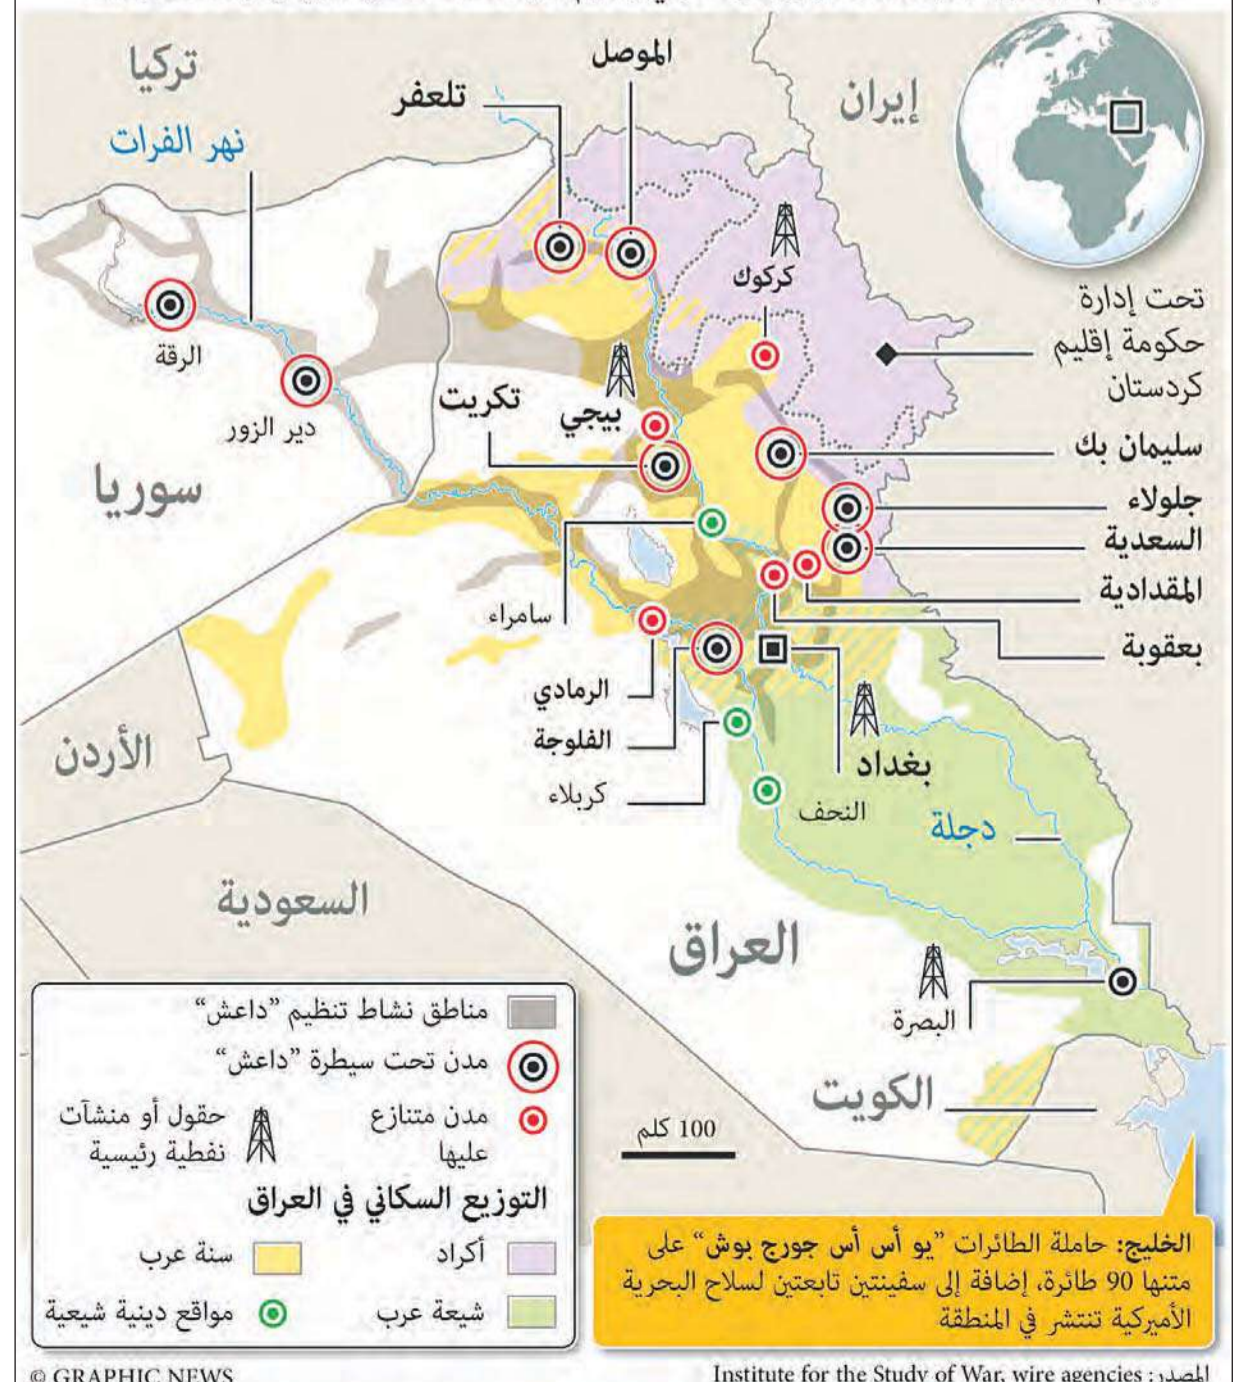 تركيا
نهر الفرات
تلعفر
الموصل
إيران
كركوك
تحت إدارة
حكومة إقليم
كردستان
الرقة
دير الزور
تكريت
بيجي
سليمان بك
جلولاء
السعدية
المقدادية
بعقوبة
سوريا
سامراء
الرمادي
الفلوجة
كربلاء
بغداد
النجف
دجلة
الأردن
السعودية
العراق
البصرة
الكويت
100 كلم
مناطق نشاط تنظيم “داعش“
مدن تحت سيطرة “داعش“
مدن متنازع
عليها
حقول أو منشآت
نفطية رئيسية
التوزيع السكاني في العراق
أكراد
سنة عرب
شيعة عرب
مواقع دينية شيعية
الخليج: حاملة الطائرات “يو أس أس جورج بوش“ على
متنها 90 طائرة، إضافة إلى سفينتين تابعتين لسلاح البحرية
الأميركية تنتشر في المنطقة
المصدر: Institute for the Study of War, wire agencies
© GRAPHIC NEWS